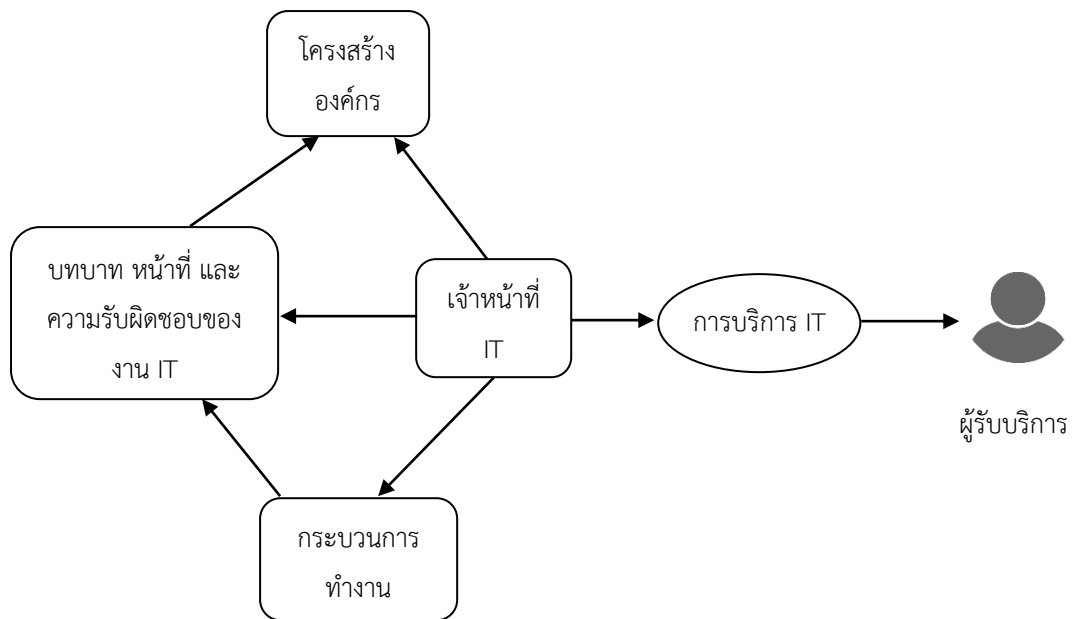 โครงสร้าง
องค์กร
บทบาท หน้าที่ และ
ความรับผิดชอบของ
งาน IT
เจ้าหน้าที่
IT
การบริการ IT
ผู้รับบริการ
กระบวนการ
ทำงาน